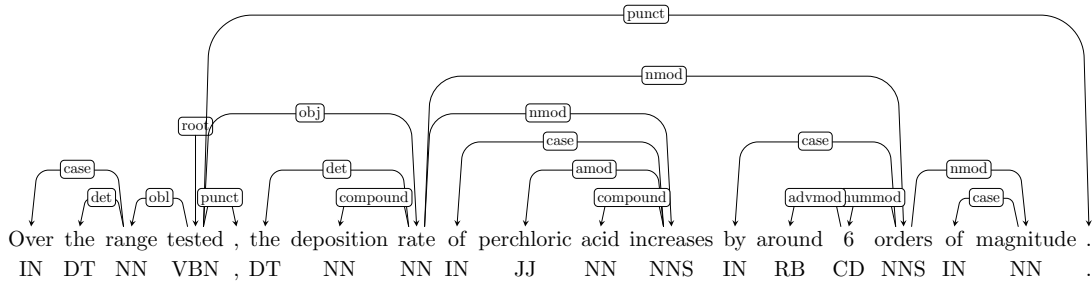 punct
nmod
obj nmod
root
case case
case det amod nmod
det obl punct compound compound advmod nummod case
Over the range tested , the deposition rate of perchloric acid increases by around 6 orders of magnitude .
IN DT NN VBN , DT NN NN IN JJ NN NNS IN RB CD NNS IN NN .